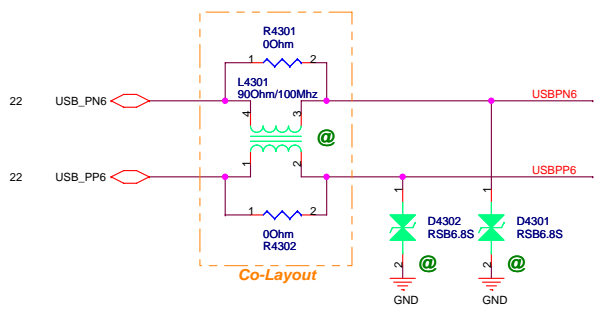 R4301
0Ohm
1
2
L4301
90Ohm/100Mhz
22
USB_PN6
USBPN6
4
3
@
1
2
22
USB_PP6
USBPP6
1
2
0Ohm
R4302
1
1
D4302
RSB6.8S
D4301
RSB6.8S
2
@
2
@
Co-Layout
GND
GND